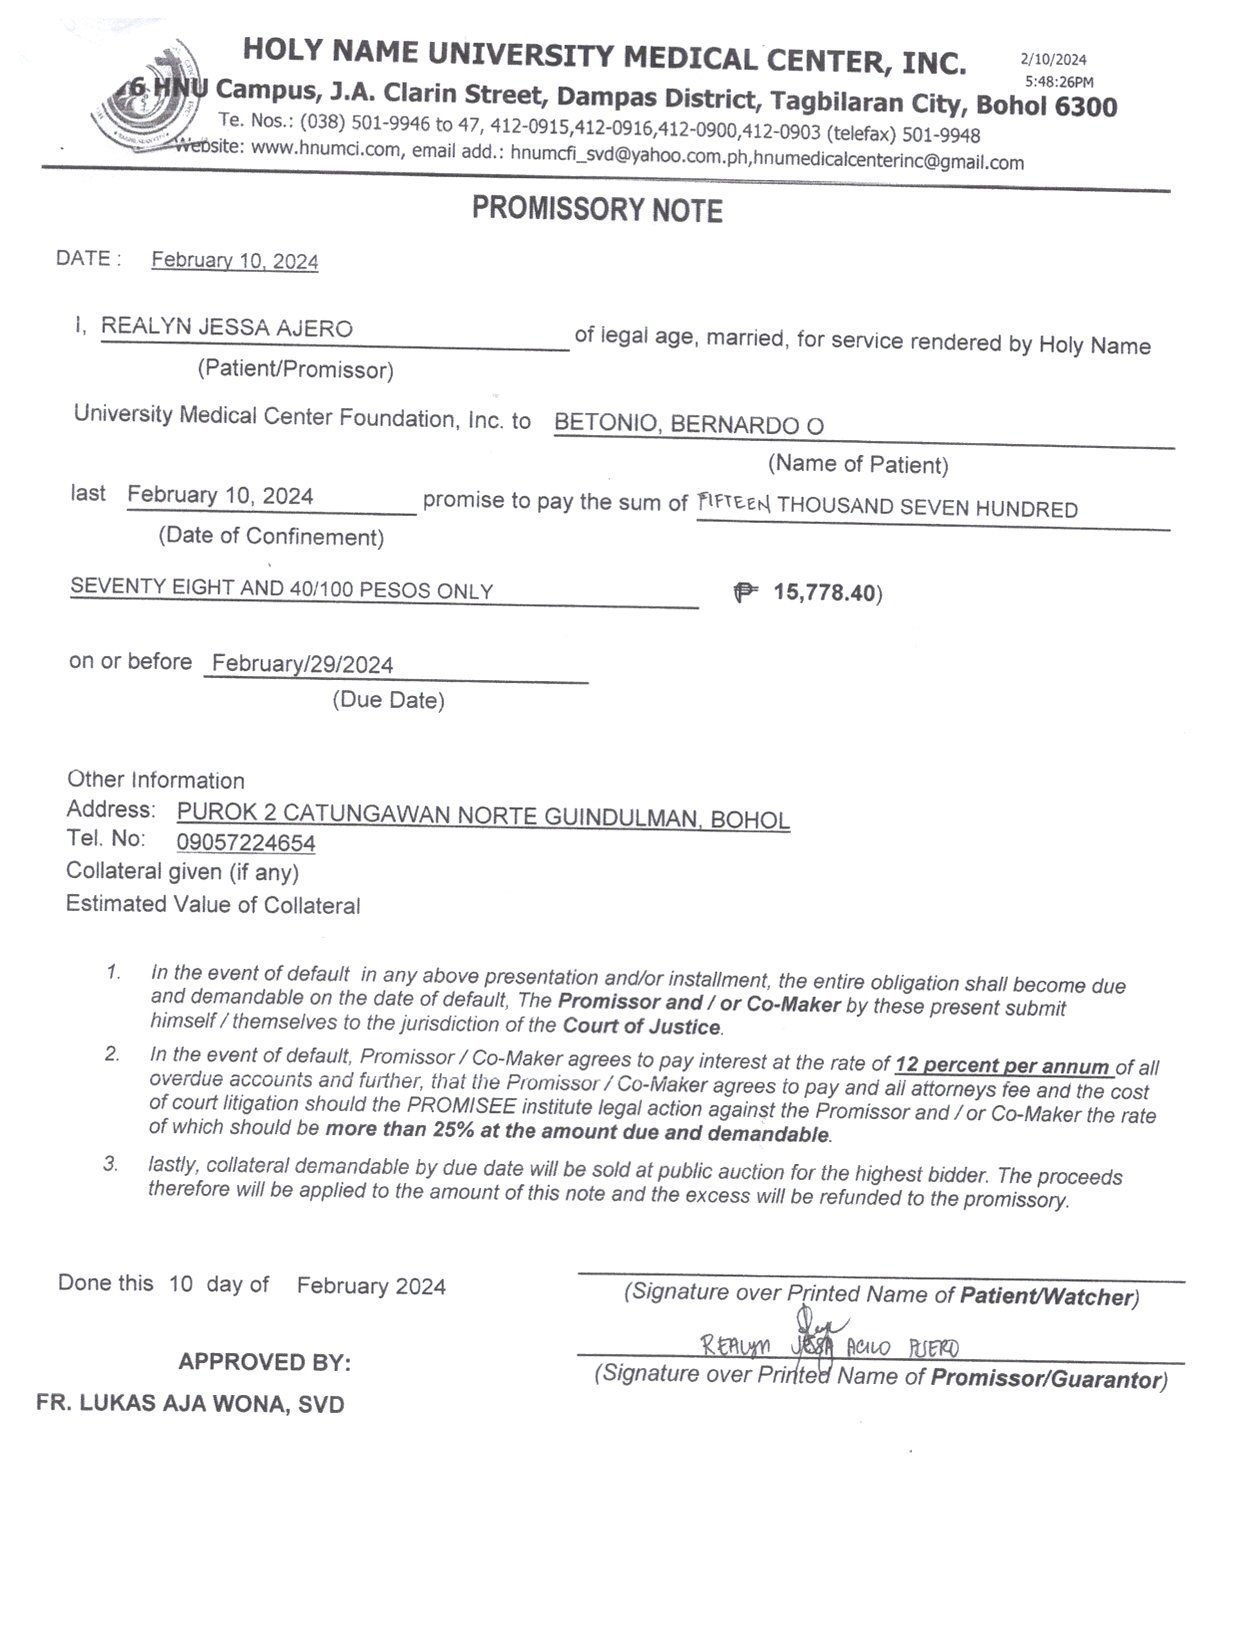 HOLY NAME UNIVERSITY MEDICAL CENTER, INC.
2/10/2024
5:48:26PM
6 HNU Campus, J.A. Clarin Street, Dampas District, Tagbilaran City, Bohol 6300
Te. Nos.: (038) 501-9946 to 47, 412-0915,412-0916,412-0900,412-0903 (telefax) 501-9948
Website: www.hnumci.com, email add.: hnumcfi_svd@yahoo.com.ph,hnumedicalcenterinc@gmail.com
PROMISSORY NOTE
DATE : February 10, 2024
I, REALYN JESSA AJERO of legal age, married, for service rendered by Holy Name
(Patient/Promissor)
University Medical Center Foundation, Inc. to BETONIO, BERNARDO O
(Name of Patient)
last February 10, 2024 promise to pay the sum of FIFTEEN THOUSAND SEVEN HUNDRED
(Date of Confinement)
SEVENTY EIGHT AND 40/100 PESOS ONLY ₱ 15,778.40)
on or before February/29/2024
(Due Date)
Other Information
Address: PUROK 2 CATUNGAWAN NORTE GUINDULMAN, BOHOL
Tel. No: 09057224654
Collateral given (if any)
Estimated Value of Collateral
1. In the event of default in any above presentation and/or installment, the entire obligation shall become due
and demandable on the date of default, The Promissor and / or Co-Maker by these present submit
himself / themselves to the jurisdiction of the Court of Justice.
2. In the event of default, Promissor / Co-Maker agrees to pay interest at the rate of 12 percent per annum of all
overdue accounts and further, that the Promissor / Co-Maker agrees to pay and all attorneys fee and the cost
of court litigation should the PROMISEE institute legal action against the Promissor and / or Co-Maker the rate
of which should be more than 25% at the amount due and demandable.
3. lastly, collateral demandable by due date will be sold at public auction for the highest bidder. The proceeds
therefore will be applied to the amount of this note and the excess will be refunded to the promissory.
Done this 10 day of February 2024
(Signature over Printed Name of Patient/Watcher)
REALYN JESSA ACILO AJERO
APPROVED BY:
(Signature over Printed Name of Promissor/Guarantor)
FR. LUKAS AJA WONA, SVD